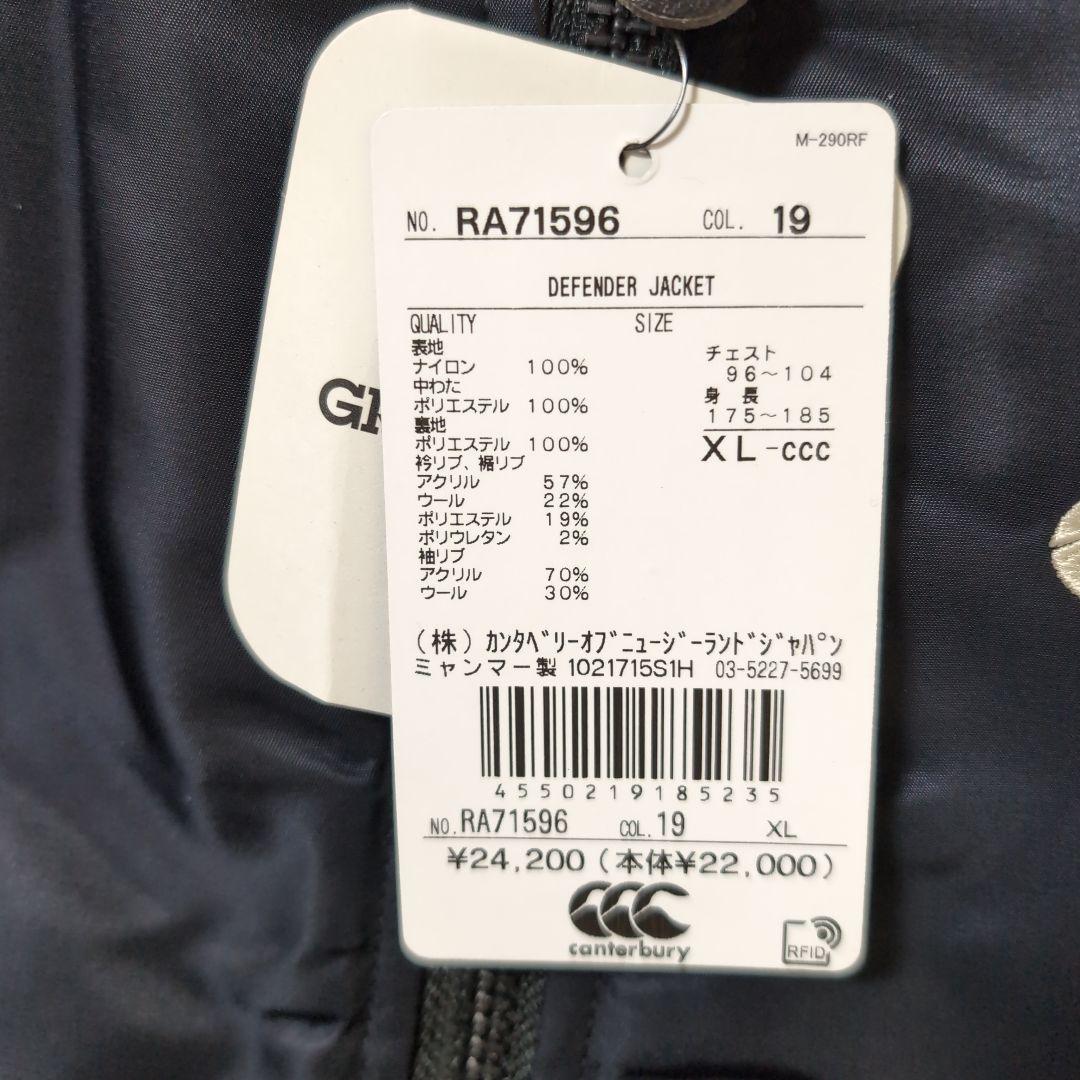 M-290RF
NO. RA71596 COL. 19
DEFENDER JACKET
QUALITY SIZE
表地
ナイロン 100%
中わた
ポリエステル 100%
裏地
ポリエステル 100%
衿リブ、裾リブ
アクリル 57%
ウール 22%
ポリエステル 19%
ポリウレタン 2%
袖リブ
アクリル 70%
ウール 30%
チェスト
96~104
身 長
175~185
XL-ccc
(株)ｶﾝﾀﾍﾞﾘｰｵﾌﾞﾆｭｰｼﾞｰﾗﾝﾄﾞｼﾞｬﾊﾟﾝ
ミャンマー製 1021715S1H 03-5227-5699
4550219185235
NO. RA71596 COL. 19 XL
¥24,200(本体¥22,000)
canterbury
RFID